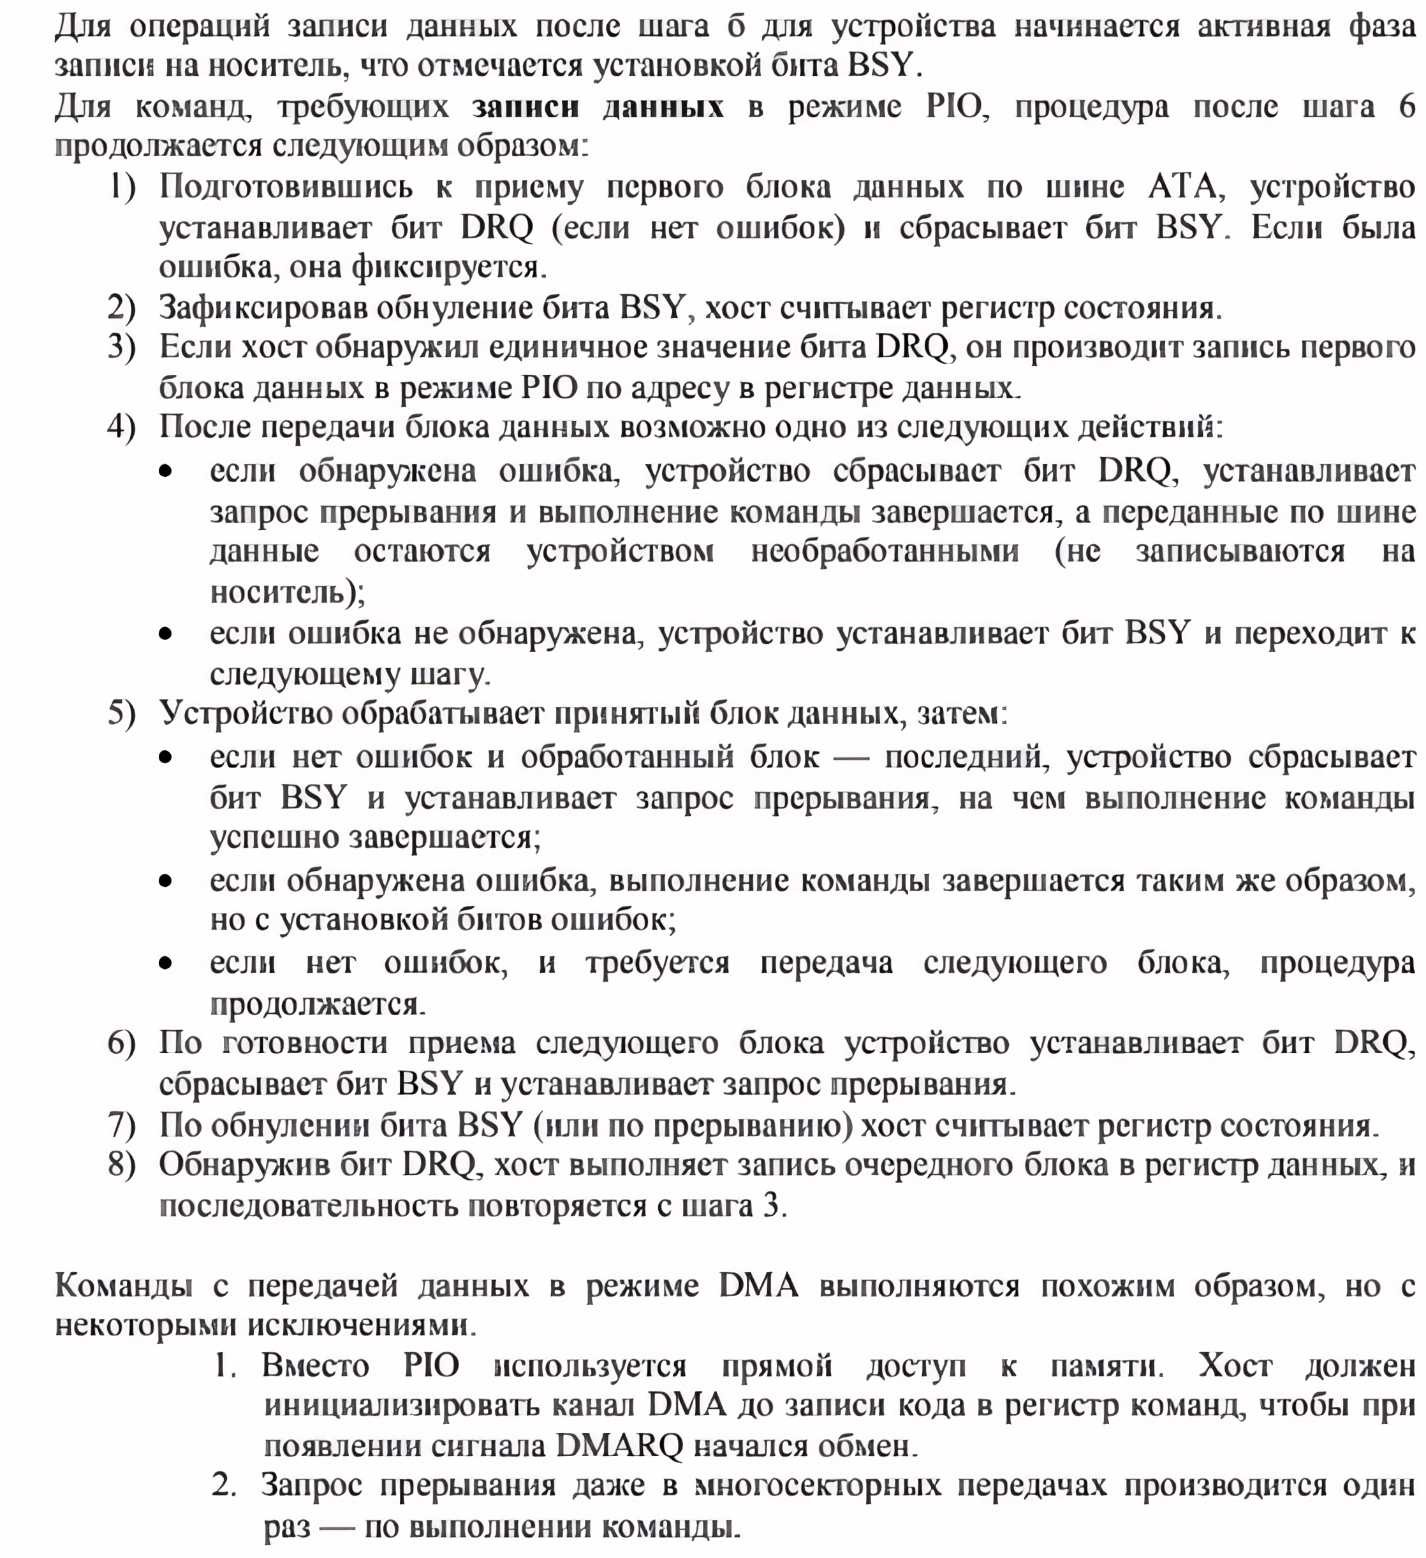 Для операций записи данных после шага б для устройства начинается активная фаза
записи на носитель, что отмечается установкой бита BSY.
Для команд, требующих записи данных в режиме PIO, процедура после шага 6
продолжается следующим образом:
1) Подготовившись к приему первого блока данных по шине ATA, устройство
устанавливает бит DRQ (если нет ошибок) и сбрасывает бит BSY. Если была
ошибка, она фиксируется.
2) Зафиксировав обнуление бита BSY, хост считывает регистр состояния.
3) Если хост обнаружил единичное значение бита DRQ, он производит запись первого
блока данных в режиме PIO по адресу в регистре данных.
4) После передачи блока данных возможно одно из следующих действий:
• если обнаружена ошибка, устройство сбрасывает бит DRQ, устанавливает
запрос прерывания и выполнение команды завершается, а переданные по шине
данные остаются устройством необработанными (не записываются на
носитель);
• если ошибка не обнаружена, устройство устанавливает бит BSY и переходит к
следующему шагу.
5) Устройство обрабатывает принятый блок данных, затем:
• если нет ошибок и обработанный блок — последний, устройство сбрасывает
бит BSY и устанавливает запрос прерывания, на чем выполнение команды
успешно завершается;
• если обнаружена ошибка, выполнение команды завершается таким же образом,
но с установкой битов ошибок;
• если нет ошибок, и требуется передача следующего блока, процедура
продолжается.
6) По готовности приема следующего блока устройство устанавливает бит DRQ,
сбрасывает бит BSY и устанавливает запрос прерывания.
7) По обнулении бита BSY (или по прерыванию) хост считывает регистр состояния.
8) Обнаружив бит DRQ, хост выполняет запись очередного блока в регистр данных, и
последовательность повторяется с шага 3.
Команды с передачей данных в режиме DMA выполняются похожим образом, но с
некоторыми исключениями.
1. Вместо PIO используется прямой доступ к памяти. Хост должен
инициализировать канал DMA до записи кода в регистр команд, чтобы при
появлении сигнала DMARQ начался обмен.
2. Запрос прерывания даже в многосекторных передачах производится один
раз — по выполнении команды.